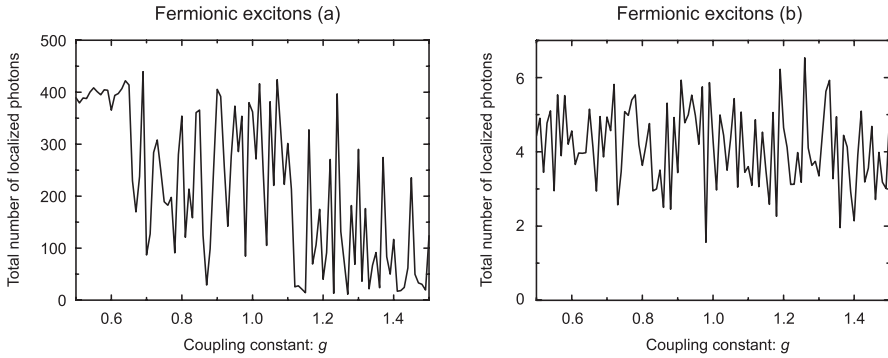 Fermionic excitons (a)
Total number of localized photons
500
400
300
200
100
0
0.6 0.8 1.0 1.2 1.4
Coupling constant: g
Fermionic excitons (b)
Total number of localized photons
6
4
2
0
0.6 0.8 1.0 1.2 1.4
Coupling constant: g